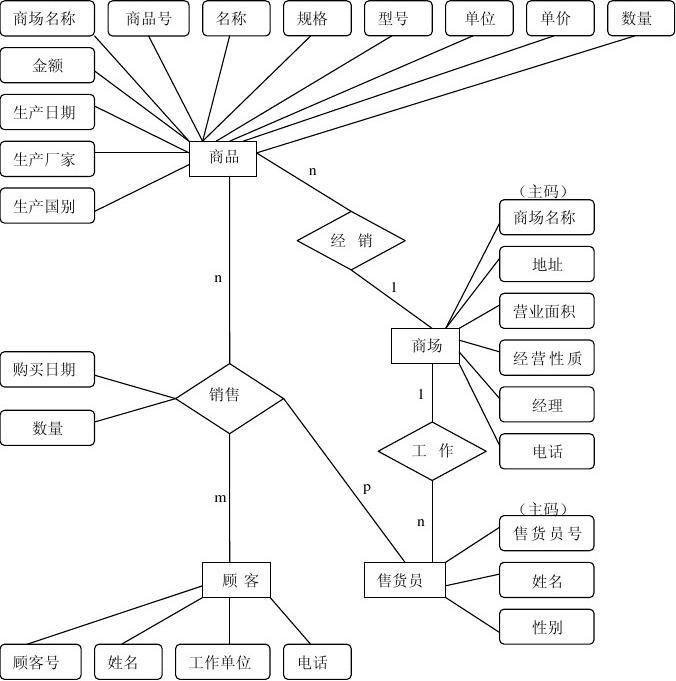 商场名称
商品号
名称
规格
型号
单位
单价
数量
金额
生产日期
生产厂家
生产国别
商品
n
经 销
1
（主码）
商场名称
地址
营业面积
经营性质
经理
电话
商场
n
1
购买日期
数量
销售
工 作
m
p
n
（主码）
售货员号
姓名
性别
顾 客
售货员
顾客号
姓名
工作单位
电话